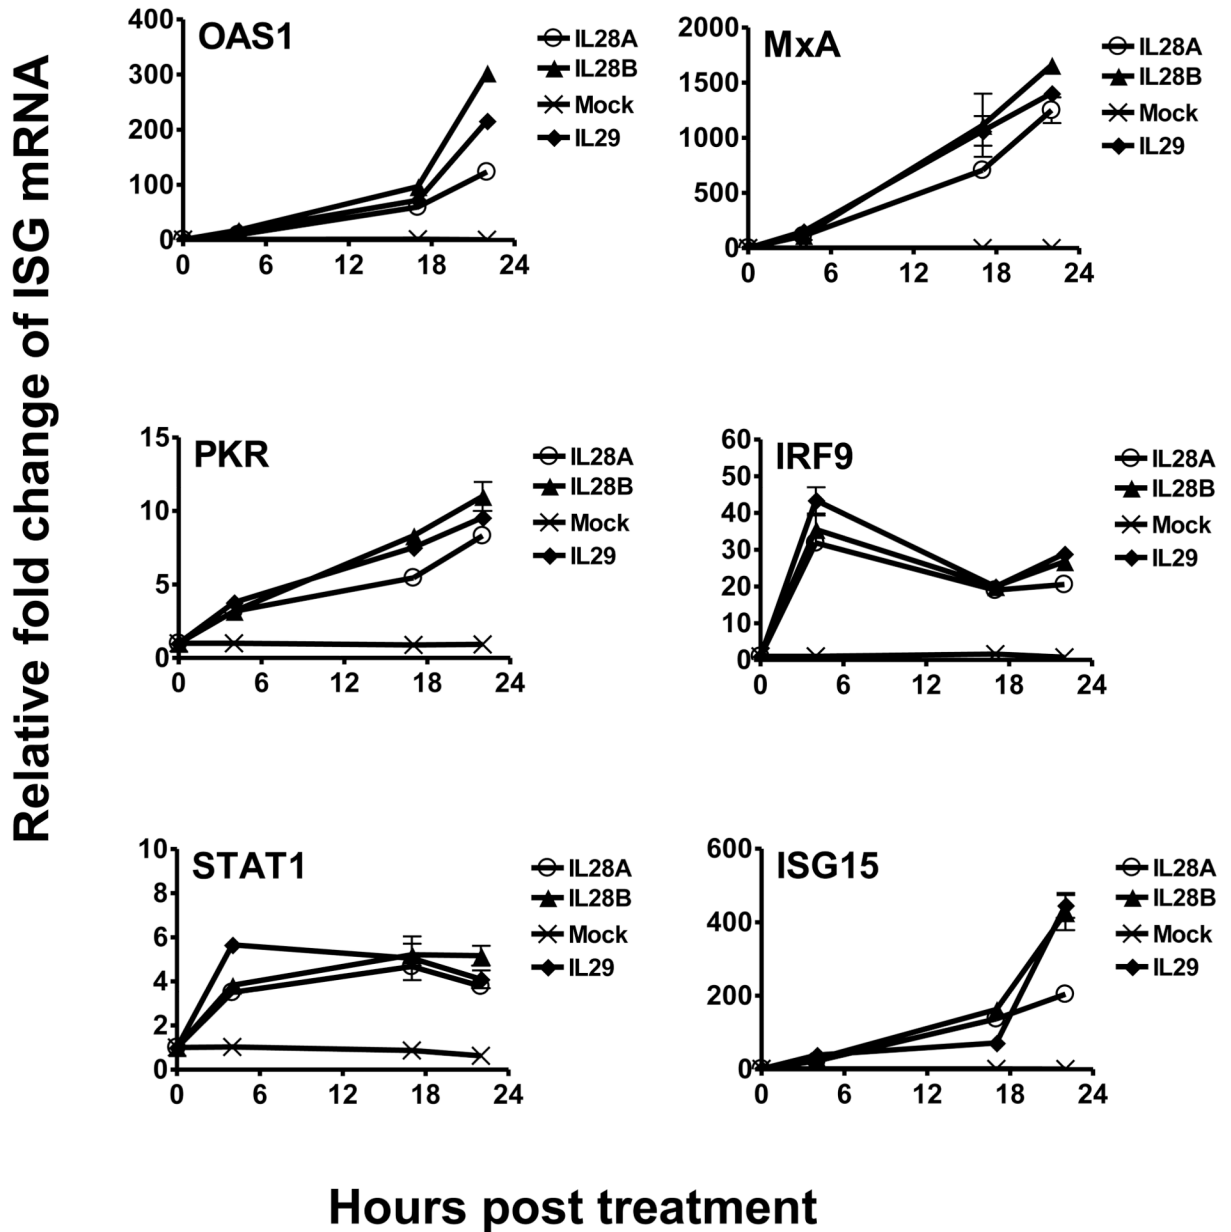 Relative fold change of ISG mRNA
OAS1
400
300
200
100
0
0 6 12 18 24
IL28A
IL28B
Mock
IL29
MxA
2000
1500
1000
500
0
0 6 12 18 24
IL28A
IL28B
Mock
IL29
PKR
15
10
5
0
0 6 12 18 24
IL28A
IL28B
Mock
IL29
IRF9
60
50
40
30
20
10
0
0 6 12 18 24
IL28A
IL28B
Mock
IL29
STAT1
10
8
6
4
2
0
0 6 12 18 24
IL28A
IL28B
Mock
IL29
ISG15
600
400
200
0
0 6 12 18 24
IL28A
IL28B
Mock
IL29
Hours post treatment